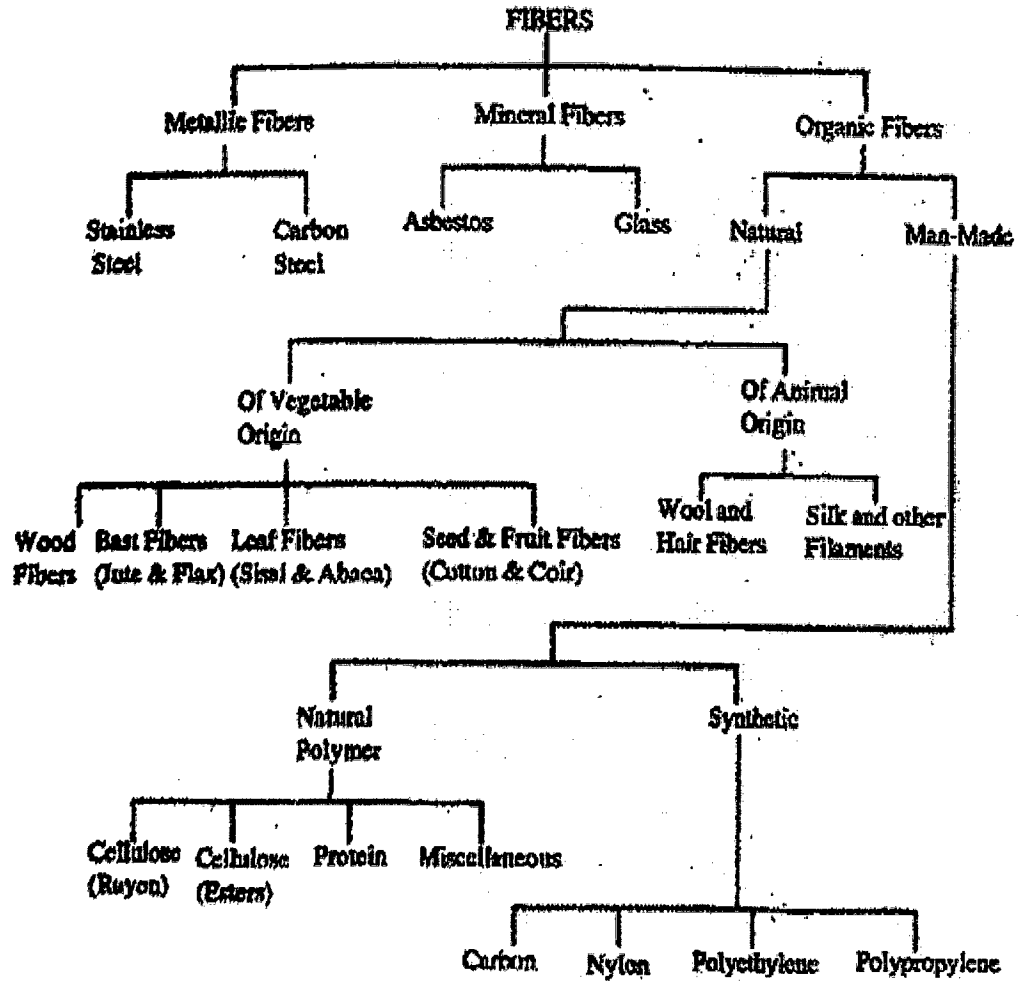 FIBERS
Metallic Fibers
Mineral Fibers
Organic Fibers
Stainless
Steel
Carbon
Steel
Asbestos
Glass
Natural
Man-Made
Of Vegetable
Origin
Of Animal
Origin
Wood
Fibers
Bast Fibers
(Jute & Flax)
Leaf Fibers
(Sisal & Abaca)
Seed & Fruit Fibers
(Cotton & Coir)
Wool and
Hair Fibers
Silk and other
Filaments
Natural
Polymer
Synthetic
Cellulose
(Rayon)
Cellulose
(Esters)
Protein
Miscellaneous
Carbon
Nylon
Polyethylene
Polypropylene